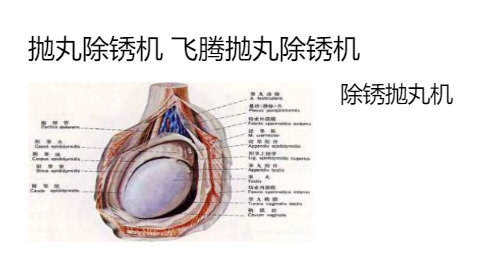 抛丸除锈机 飞腾抛丸除锈机
除锈抛丸机
输精管
Ductus deferens
附睾头
Caput epididymidis
附睾体
Corpus epididymidis
附睾窦
Sinus epididymidis
附睾尾
Cauda epididymidis
睾丸动脉
A. testicularis
蔓状(静脉)丛
Plexus pampiniformis
精索外筋膜
Fascia spermatica externa
提睾肌
M. cremaster
附睾附件
Appendix epididymidis
附睾上韧带
Lig. epididymidis superius
睾丸附件
Appendix testis
睾丸
Testis
精索内筋膜
Fascia spermatica interna
Tunica vaginalis testis
鞘膜腔
Cavum vaginale